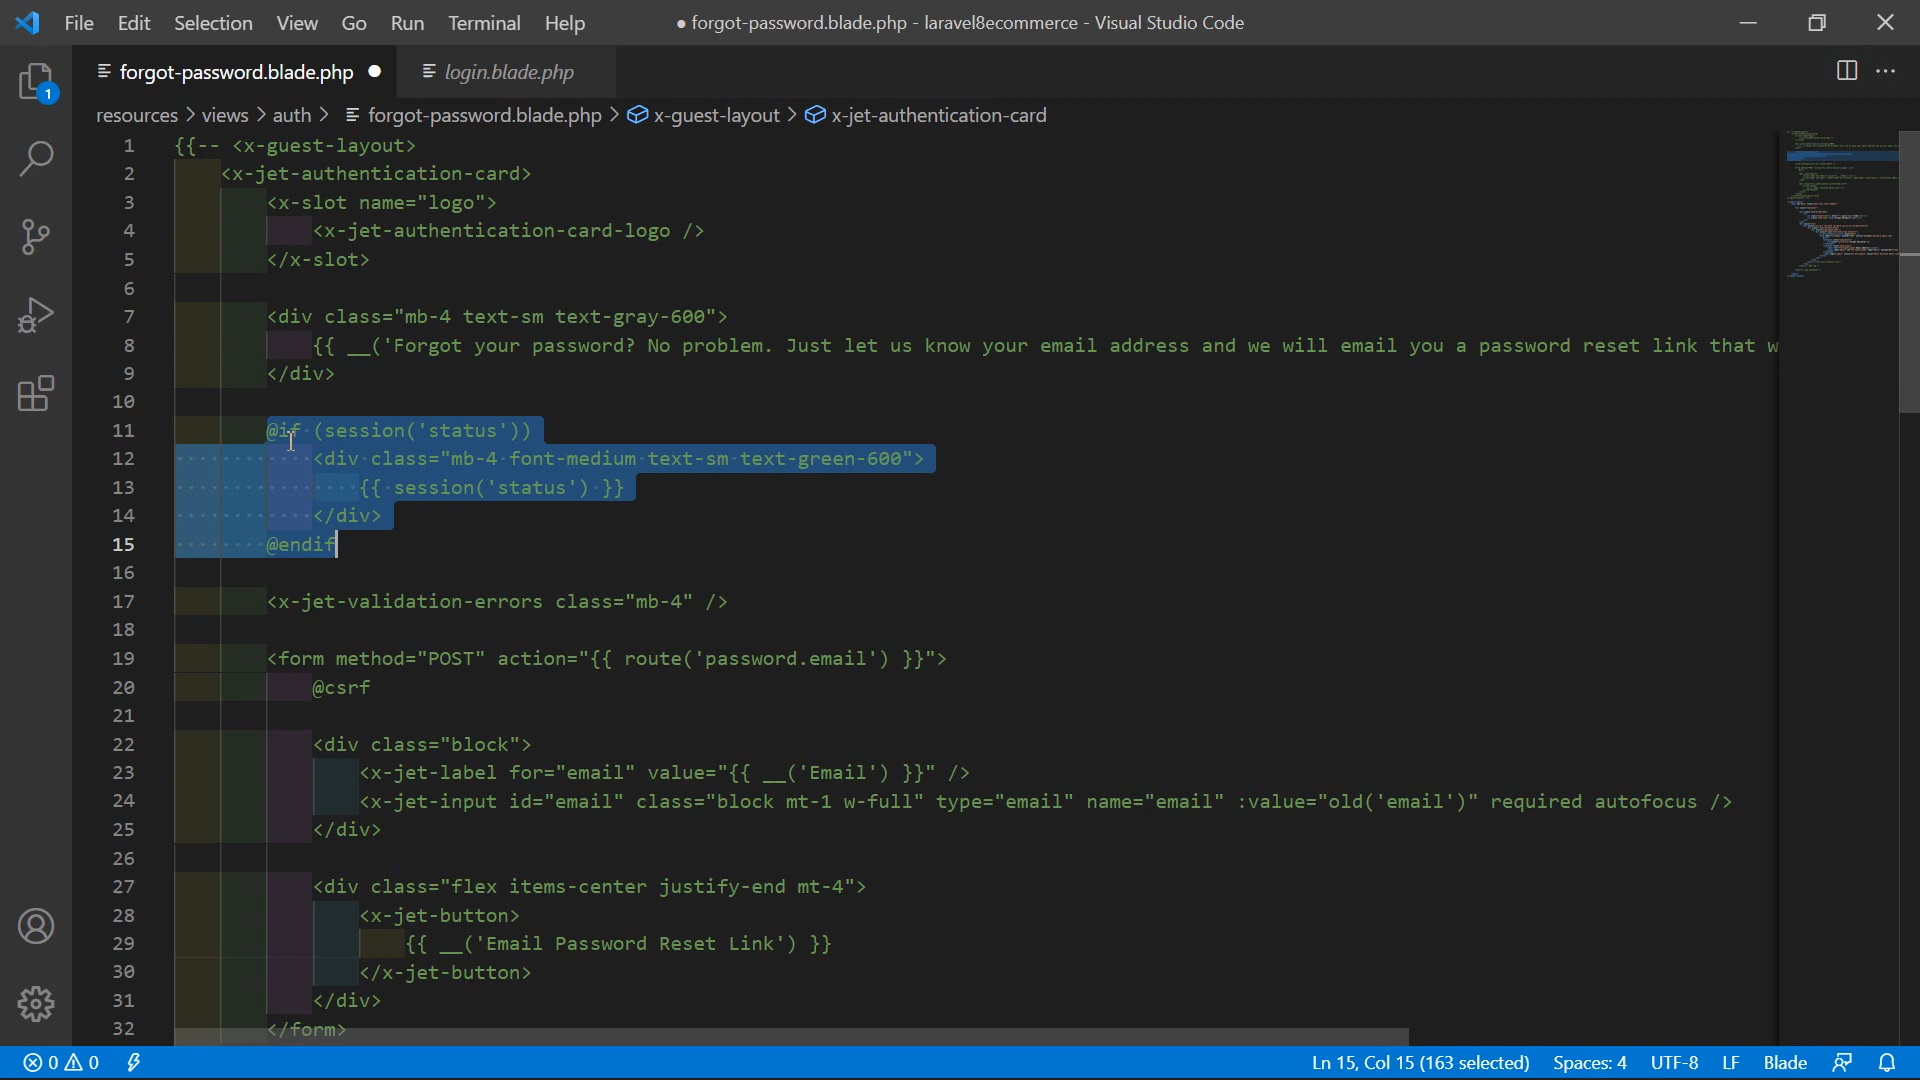 File Edit Selection View Go Run Terminal Help ● forgot-password.blade.php - laravel8ecommerce - Visual Studio Code
forgot-password.blade.php login.blade.php
1
resources > views > auth > forgot-password.blade.php > x-guest-layout > x-jet-authentication-card
1 {{-- <x-guest-layout>
2 <x-jet-authentication-card>
3 <x-slot name="logo">
4 <x-jet-authentication-card-logo />
5 </x-slot>
6
7 <div class="mb-4 text-sm text-gray-600">
8 {{ __('Forgot your password? No problem. Just let us know your email address and we will email you a password reset link that w
9 </div>
10
11 @if (session('status'))
12 <div class="mb-4 font-medium text-sm text-green-600">
13 {{ session('status') }}
14 </div>
15 @endif
16
17 <x-jet-validation-errors class="mb-4" />
18
19 <form method="POST" action="{{ route('password.email') }}">
20 @csrf
21
22 <div class="block">
23 <x-jet-label for="email" value="{{ __('Email') }}" />
24 <x-jet-input id="email" class="block mt-1 w-full" type="email" name="email" :value="old('email')" required autofocus />
25 </div>
26
27 <div class="flex items-center justify-end mt-4">
28 <x-jet-button>
29 {{ __('Email Password Reset Link') }}
30 </x-jet-button>
31 </div>
32 </form>
0 0 Ln 15, Col 15 (163 selected) Spaces: 4 UTF-8 LF Blade